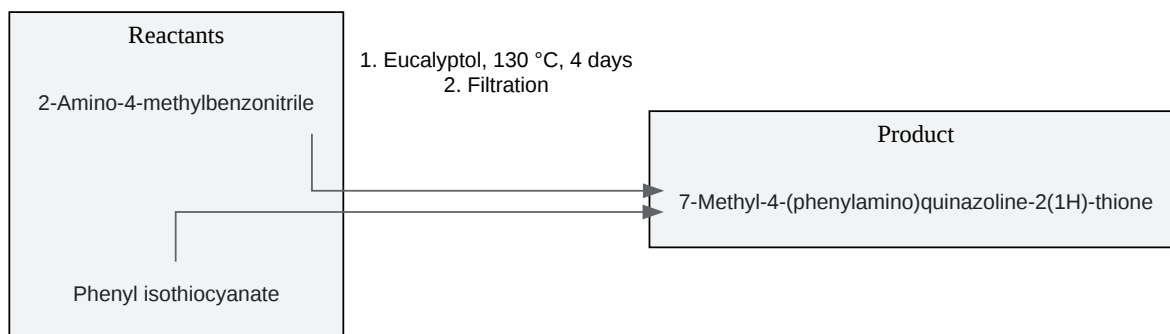 Reactants
2-Amino-4-methylbenzonitrile
Phenyl isothiocyanate
1. Eucalyptol, 130 °C, 4 days
2. Filtration
Product
7-Methyl-4-(phenylamino)quinazoline-2(1H)-thione